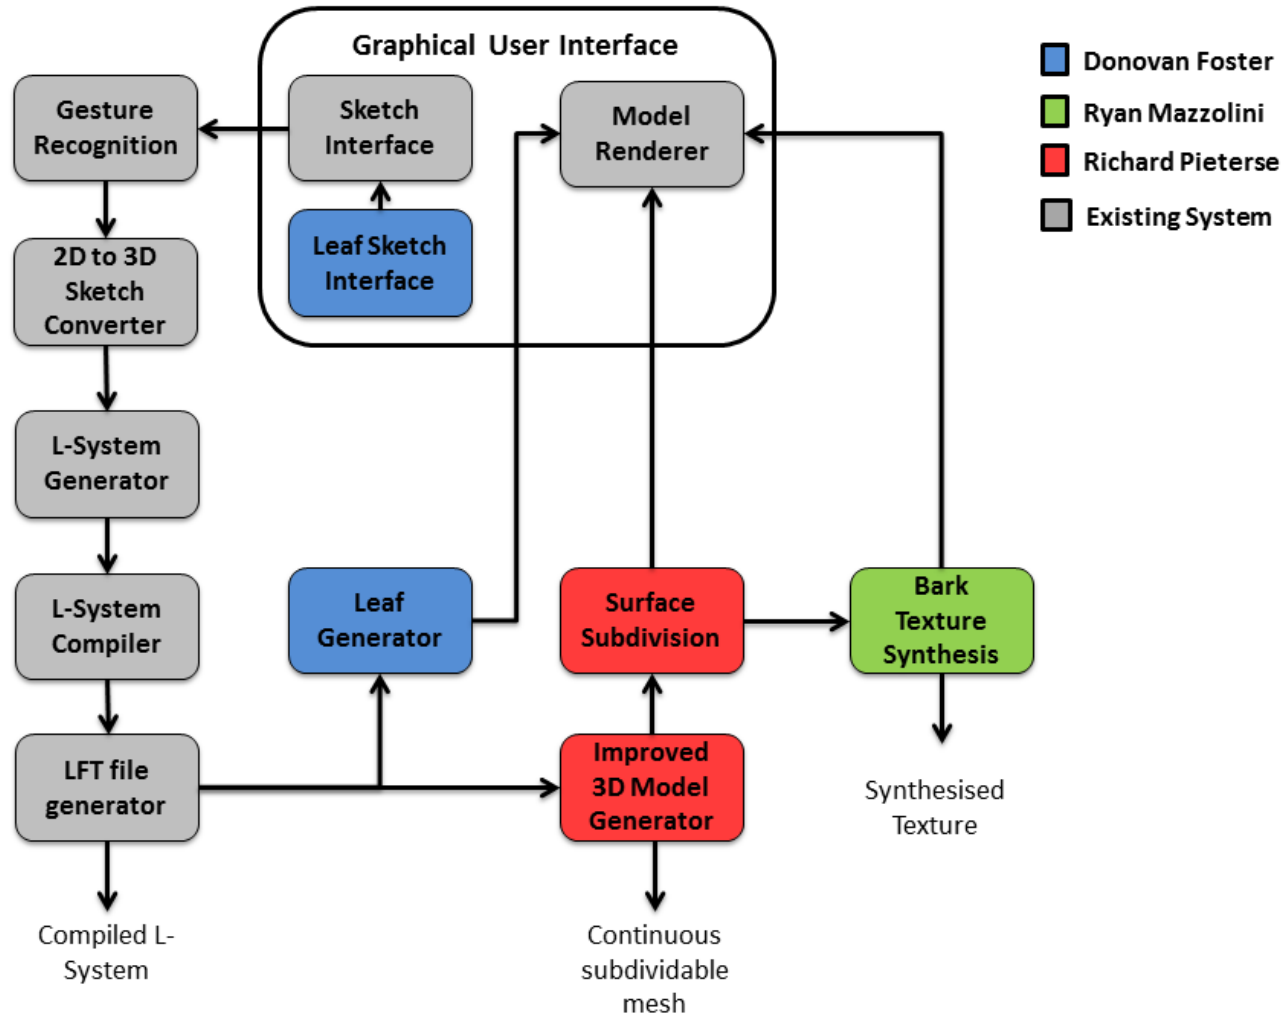 Graphical User Interface
Gesture
Recognition
Sketch
Interface
Model
Renderer
Leaf Sketch
Interface
2D to 3D
Sketch
Converter
L-System
Generator
L-System
Compiler
LFT file
generator
Leaf
Generator
Surface
Subdivision
Bark
Texture
Synthesis
Improved
3D Model
Generator
Compiled L-
System
Continuous
subdividable
mesh
Synthesised
Texture
Donovan Foster
Ryan Mazzolini
Richard Pieterse
Existing System